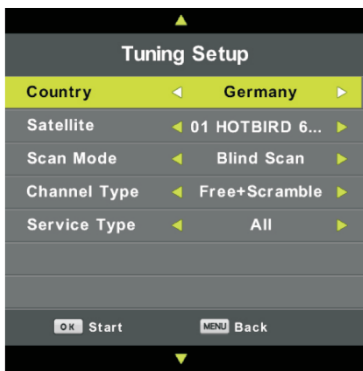 Tuning Setup
Country Germany
Satellite 01 HOTBIRD 6...
Scan Mode Blind Scan
Channel Type Free+Scramble
Service Type All
OK Start MENU Back